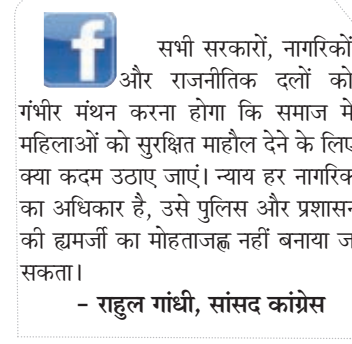 सभी सरकारों, नागरिकों
और राजनीतिक दलों को
गंभीर मंथन करना होगा कि समाज में
महिलाओं को सुरक्षित माहौल देने के लिए
क्या कदम उठाए जाएं। न्याय हर नागरिक
का अधिकार है, उसे पुलिस और प्रशासन
की ह्यमर्जी का मोहताजह्ण नहीं बनाया ज
सकता।
- राहुल गांधी, सांसद कांग्रेस